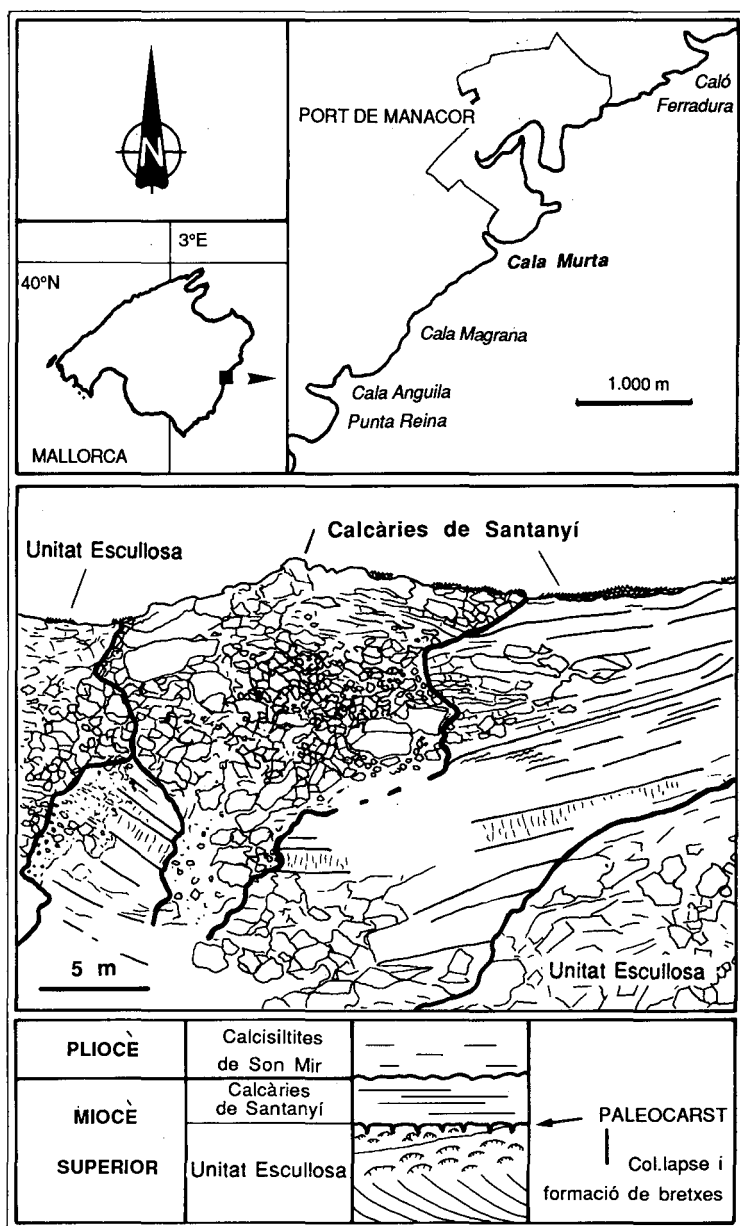 N
3ºE
40ºN
MALLORCA
PORT DE MANACOR
Caló
Ferradura
Cala Murta
Cala Magrana
Cala Anguila
Punta Reina
1.000 m
Unitat Escullosa
Calcàries de Santanyí
5 m
Unitat Escullosa
PLIOCÈ
Calcisiltites
de Son Mir
MIOCÈ
SUPERIOR
Calcàries
de Santanyí
Unitat Escullosa
PALEOCARST
Col.lapse i
formació de bretxes